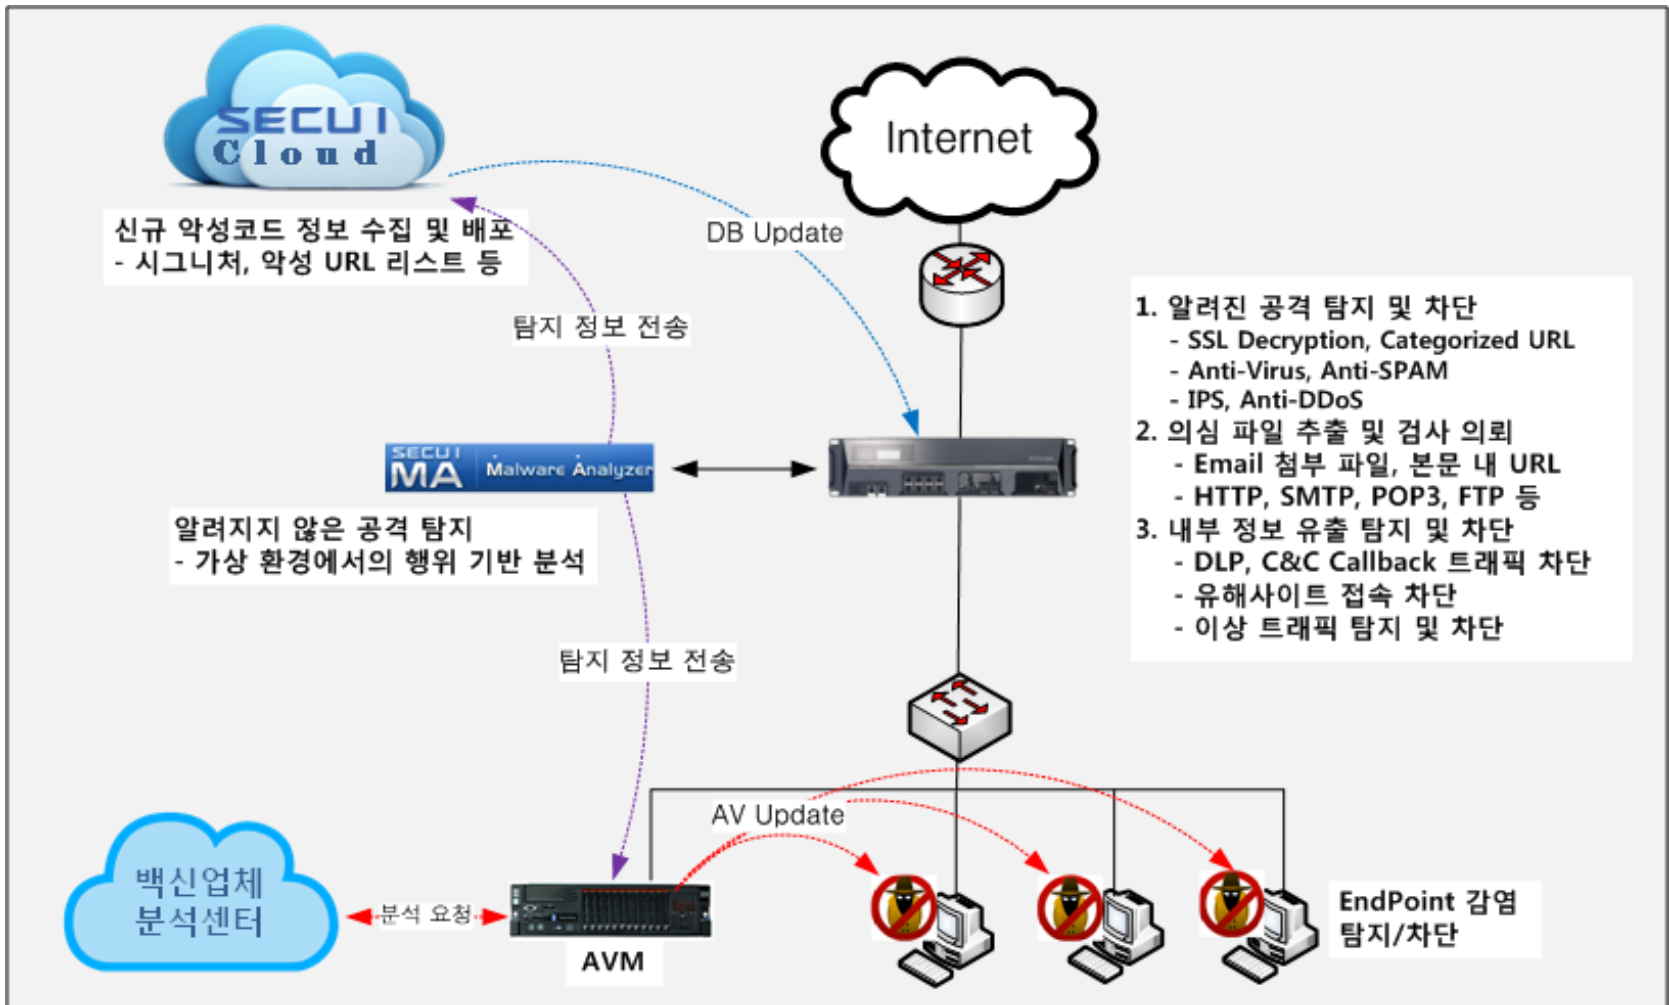 SECUI
Cloud
신규 악성코드 정보 수집 및 배포
- 시그니처, 악성 URL 리스트 등
Internet
DB Update
탐지 정보 전송
SECUI
MA Malware Analyzer
알려지지 않은 공격 탐지
- 가상 환경에서의 행위 기반 분석
1. 알려진 공격 탐지 및 차단
- SSL Decryption, Categorized URL
- Anti-Virus, Anti-SPAM
- IPS, Anti-DDoS
2. 의심 파일 추출 및 검사 의뢰
- Email 첨부 파일, 본문 내 URL
- HTTP, SMTP, POP3, FTP 등
3. 내부 정보 유출 탐지 및 차단
- DLP, C&C Callback 트래픽 차단
- 유해사이트 접속 차단
- 이상 트래픽 탐지 및 차단
탐지 정보 전송
AV Update
백신업체
분석센터
분석 요청
AVM
EndPoint 감염
탐지/차단